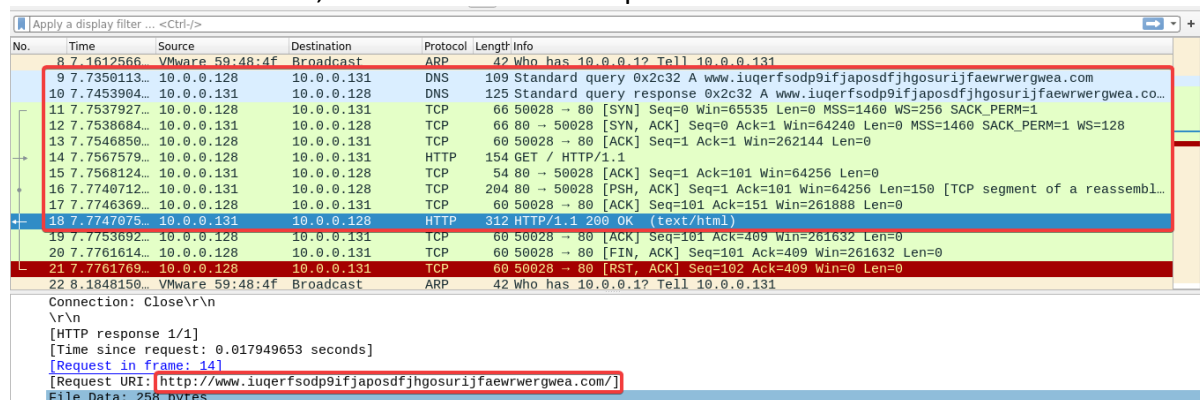 Apply a display filter ... <Ctrl-/>
No. Time Source Destination Protocol Length Info
8 7.1612566… VMware_59:48:4f Broadcast ARP 42 Who has 10.0.0.1? Tell 10.0.0.131
9 7.7350113… 10.0.0.128 10.0.0.131 DNS 109 Standard query 0x2c32 A www.iuqerfsodp9ifjaposdfjhgosurijfaewrwergwea.com
10 7.7453904… 10.0.0.131 10.0.0.128 DNS 125 Standard query response 0x2c32 A www.iuqerfsodp9ifjaposdfjhgosurijfaewrwergwea.co…
11 7.7537927… 10.0.0.128 10.0.0.131 TCP 66 50028 → 80 [SYN] Seq=0 Win=65535 Len=0 MSS=1460 WS=256 SACK_PERM=1
12 7.7538684… 10.0.0.131 10.0.0.128 TCP 66 80 → 50028 [SYN, ACK] Seq=0 Ack=1 Win=64240 Len=0 MSS=1460 SACK_PERM=1 WS=128
13 7.7546850… 10.0.0.128 10.0.0.131 TCP 60 50028 → 80 [ACK] Seq=1 Ack=1 Win=262144 Len=0
14 7.7567579… 10.0.0.128 10.0.0.131 HTTP 154 GET / HTTP/1.1
15 7.7568124… 10.0.0.131 10.0.0.128 TCP 54 80 → 50028 [ACK] Seq=1 Ack=101 Win=64256 Len=0
16 7.7740712… 10.0.0.131 10.0.0.128 TCP 204 80 → 50028 [PSH, ACK] Seq=1 Ack=101 Win=64256 Len=150 [TCP segment of a reassembl…
17 7.7746369… 10.0.0.128 10.0.0.131 TCP 60 50028 → 80 [ACK] Seq=101 Ack=151 Win=261888 Len=0
18 7.7747075… 10.0.0.131 10.0.0.128 HTTP 312 HTTP/1.1 200 OK (text/html)
19 7.7753692… 10.0.0.128 10.0.0.131 TCP 60 50028 → 80 [ACK] Seq=101 Ack=409 Win=261632 Len=0
20 7.7761614… 10.0.0.128 10.0.0.131 TCP 60 50028 → 80 [FIN, ACK] Seq=101 Ack=409 Win=261632 Len=0
21 7.7761769… 10.0.0.128 10.0.0.131 TCP 60 50028 → 80 [RST, ACK] Seq=102 Ack=409 Win=0 Len=0
22 8.1848150… VMware_59:48:4f Broadcast ARP 42 Who has 10.0.0.1? Tell 10.0.0.131
Connection: Close\r\n
\r\n
[HTTP response 1/1]
[Time since request: 0.017949653 seconds]
[Request in frame: 14]
[Request URI: http://www.iuqerfsodp9ifjaposdfjhgosurijfaewrwergwea.com/]
File Data: 258 bytes